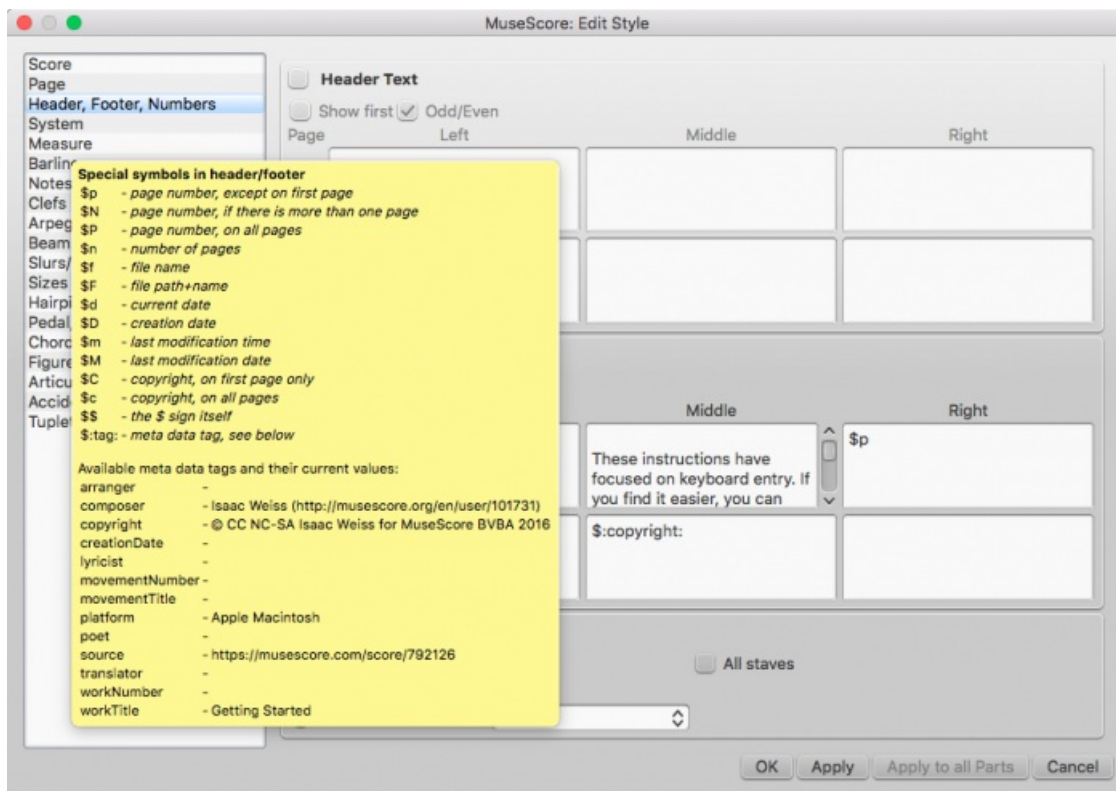 MuseScore: Edit Style
Score
Page
Header, Footer, Numbers
System
Measure
Barlin
Notes
Clefs
Arpeg
Beam
Slurs/
Sizes
Hairpi
Pedal
Chord
Figure
Articu
Accid
Tuplet
Header Text
Show first Odd/Even
Page Left Middle Right
Special symbols in header/footer
$p - page number, except on first page
$N - page number, if there is more than one page
$P - page number, on all pages
$n - number of pages
$f - file name
$F - file path+name
$d - current date
$D - creation date
$m - last modification time
$M - last modification date
$C - copyright, on first page only
$c - copyright, on all pages
$$ - the $ sign itself
$:tag: - meta data tag, see below
Available meta data tags and their current values:
arranger -
composer - Isaac Weiss (http://musescore.org/en/user/101731)
copyright - © CC NC-SA Isaac Weiss for MuseScore BVBA 2016
creationDate -
lyricist -
movementNumber -
movementTitle -
platform - Apple Macintosh
poet -
source - https://musescore.com/score/792126
translator -
workNumber -
workTitle - Getting Started
Middle Right
These instructions have
focused on keyboard entry. If
you find it easier, you can
$p
$:copyright:
All staves
OK Apply Apply to all Parts Cancel